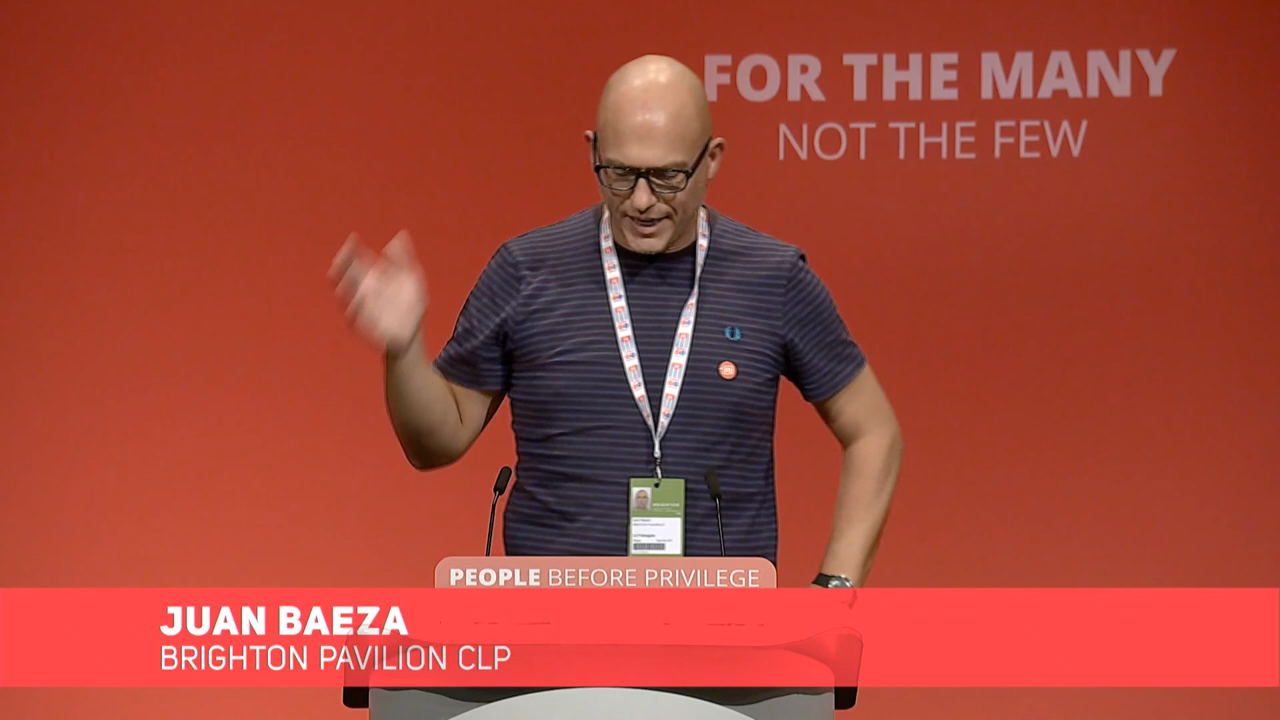 FOR THE MANY
NOT THE FEW
PEOPLE BEFORE PRIVILEGE
JUAN BAEZA
BRIGHTON PAVILION CLP